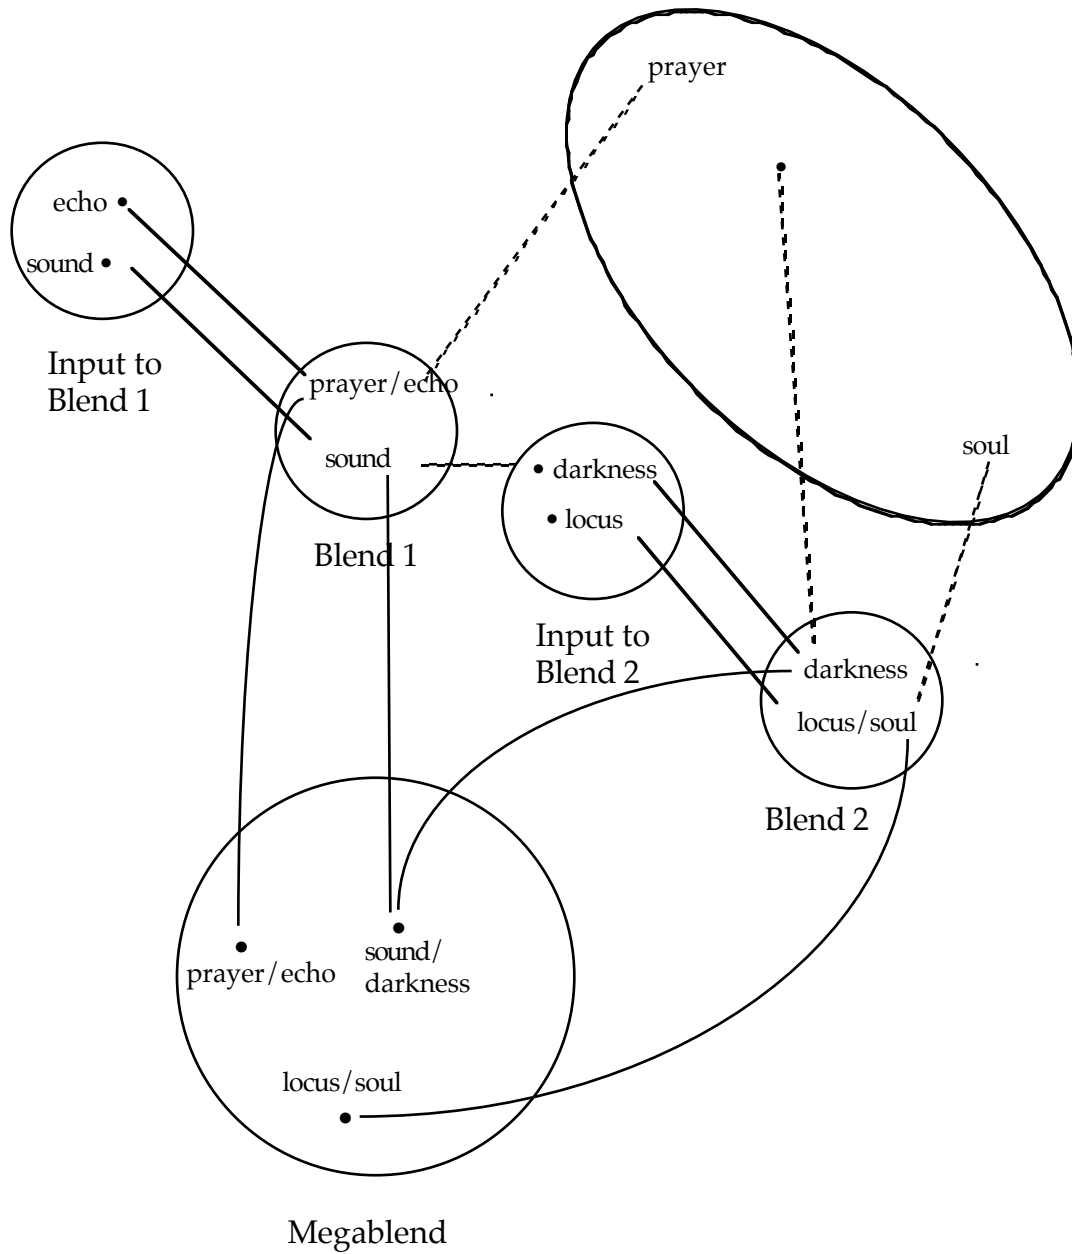 prayer
echo
sound
Input to
Blend 1
prayer/echo
sound
Blend 1
darkness
locus
Input to
Blend 2
soul
darkness
locus/soul
Blend 2
prayer/echo
sound/
darkness
locus/soul
Megablend